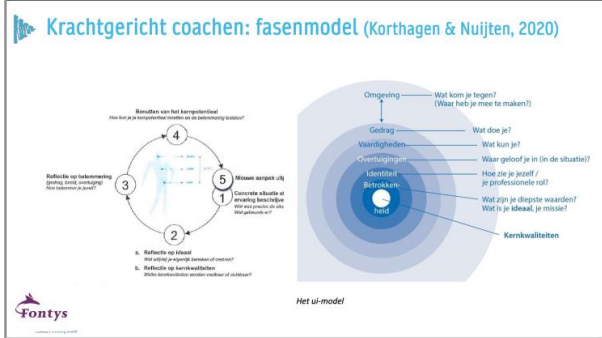 Krachtgericht coachen: fasenmodel (Korthagen & Nuijten, 2020)
Benutten van het kernpotentieel
Hoe kun je je kernpotentieel inzetten en de belemmering loslaten?
4
Reflectie op belemmering
(gedrag, beeld, overtuiging)
Hoe belemmer je jezelf?
3
5
Nieuwe aanpak uitp
1
Concrete situatie of
ervaring beschrijve
Wat was precies de situ
Wat gebeurde er?
2
a. Reflectie op ideaal
Wat wil(de) je eigenlijk bereiken of creëren?
b. Reflectie op kernkwaliteiten
Welke kernkwaliteiten werden voelbaar of zichtbaar?
Omgeving
Wat kom je tegen?
(Waar heb je mee te maken?)
Gedrag
Wat doe je?
Vaardigheden
Wat kun je?
Overtuigingen
Waar geloof je in (in de situatie?)
Identiteit
Hoe zie je jezelf /
je professionele rol?
Betrokken-
heid
Wat zijn je diepste waarden?
Wat is je ideaal, je missie?
Kernkwaliteiten
Het ui-model
Fontys